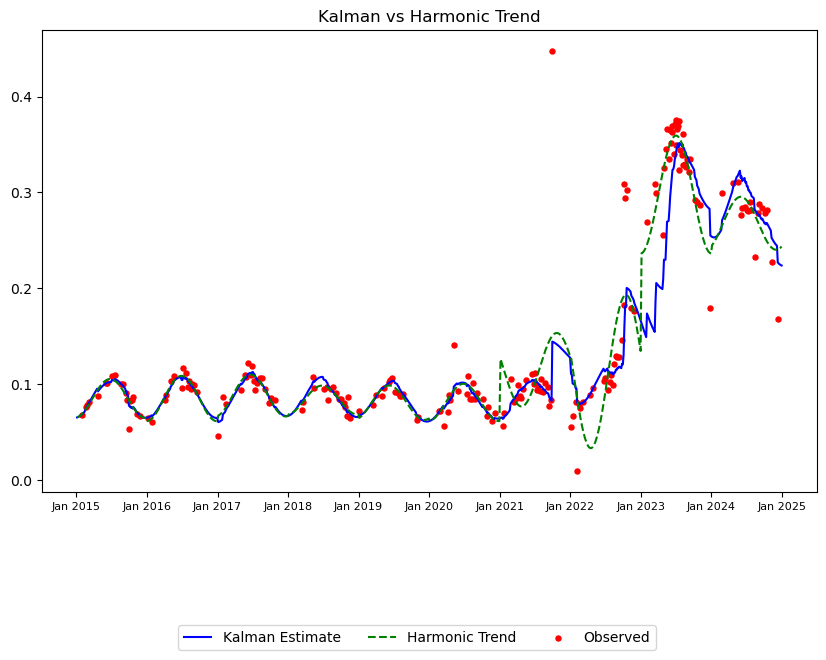 Kalman vs Harmonic Trend
0.4
0.3
0.2
0.1
0.0
Jan 2015 Jan 2016 Jan 2017 Jan 2018 Jan 2019 Jan 2020 Jan 2021 Jan 2022 Jan 2023 Jan 2024 Jan 2025
Kalman Estimate Harmonic Trend Observed